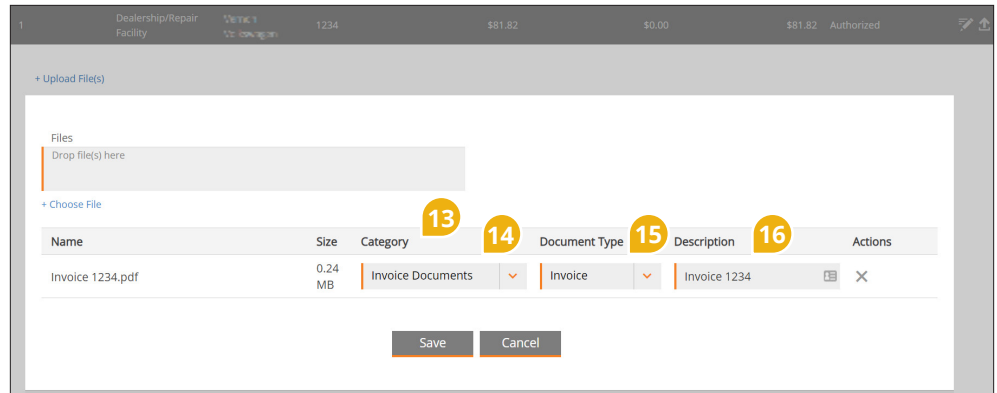 1 Dealership/Repair Facility 1234 $81.82 $0.00 $81.82 Authorized
+ Upload File(s)
Files
Drop file(s) here
+ Choose File
13 14 15 16
Name Size Category Document Type Description Actions
Invoice 1234.pdf 0.24 MB Invoice Documents Invoice Invoice 1234
Save Cancel